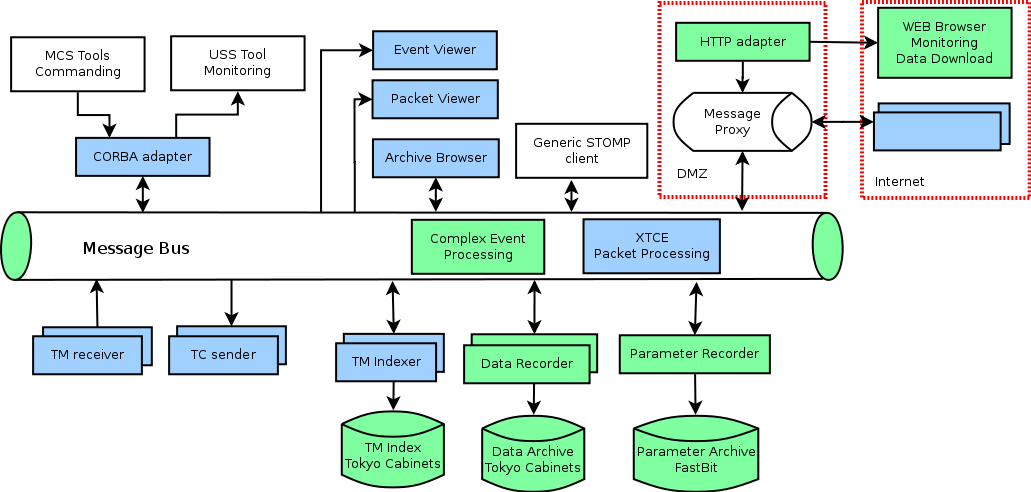 MCS Tools
Commanding
USS Tool
Monitoring
CORBA adapter
Event Viewer
Packet Viewer
Archive Browser
Generic STOMP
client
HTTP adapter
Message
Proxy
DMZ
WEB Browser
Monitoring
Data Download
Internet
Message Bus
Complex Event
Processing
XTCE
Packet Processing
TM receiver
TC sender
TM Indexer
Data Recorder
Parameter Recorder
TM Index
Tokyo Cabinets
Data Archive
Tokyo Cabinets
Parameter Archive
FastBit